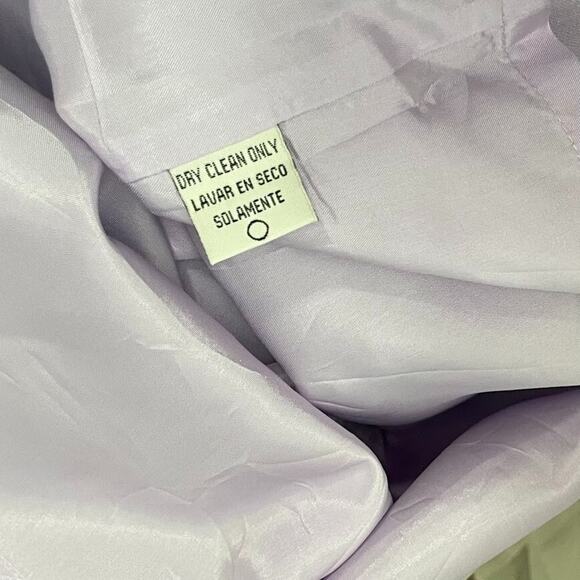 DRY CLEAN ONLY
LAVAR EN SECO
SOLAMENTE